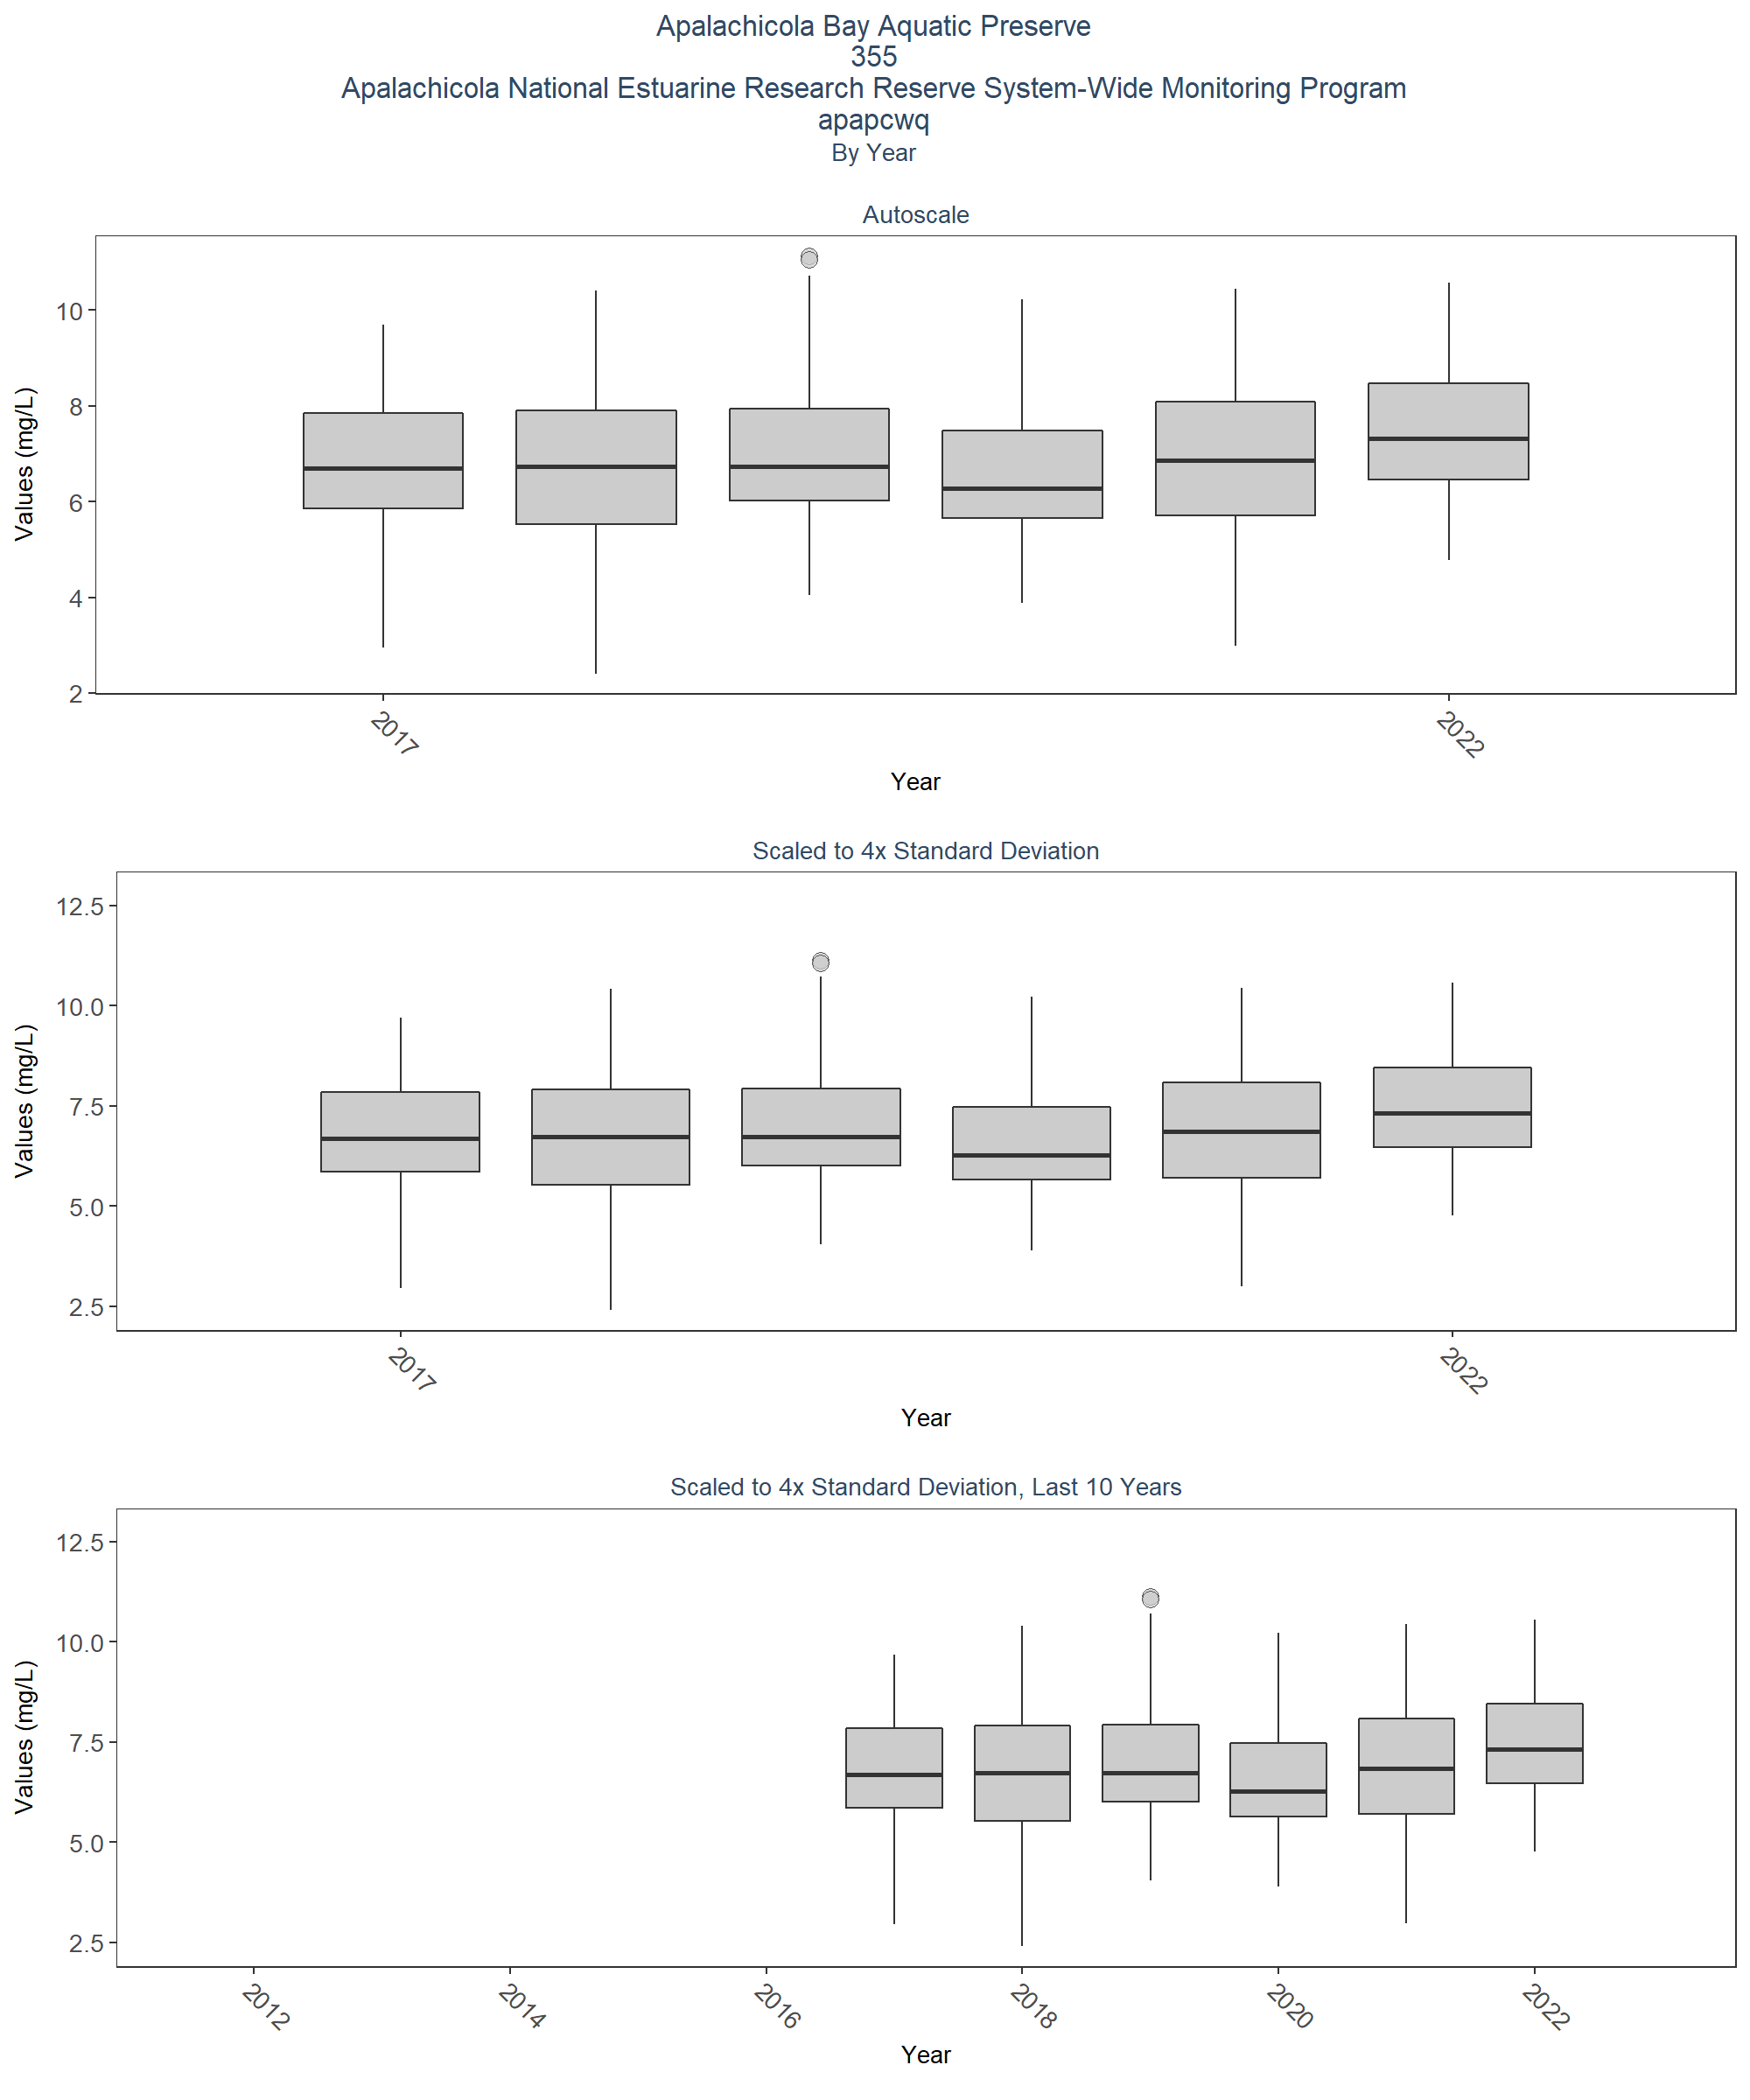 Apalachicola Bay Aquatic Preserve
355
Apalachicola National Estuarine Research Reserve System-Wide Monitoring Program
apapcwq
By Year
Autoscale
Values (mg/L)
10
8
6
4
2
2017
2022
Year
Scaled to 4x Standard Deviation
Values (mg/L)
12.5
10.0
7.5
5.0
2.5
2017
2022
Year
Scaled to 4x Standard Deviation, Last 10 Years
Values (mg/L)
12.5
10.0
7.5
5.0
2.5
2012
2014
2016
2018
2020
2022
Year